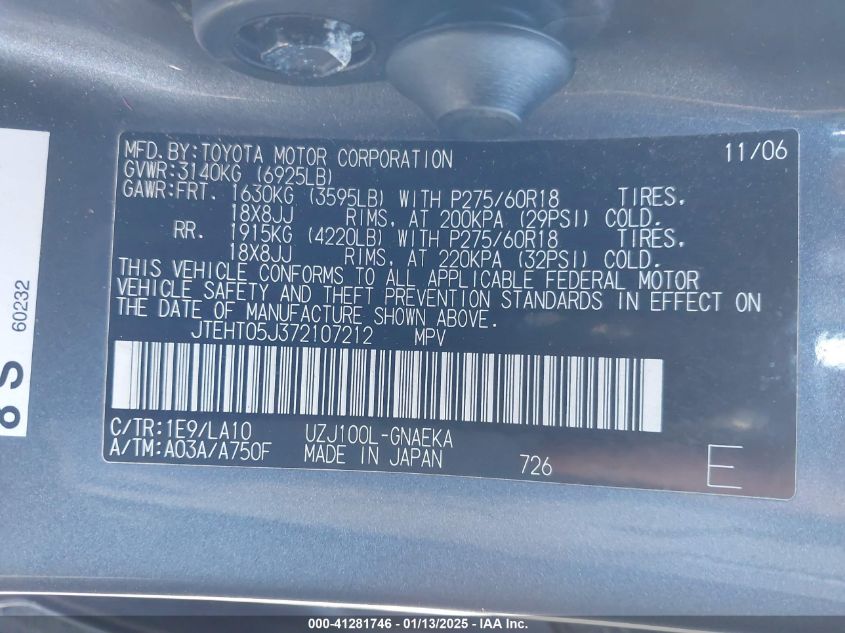 MFD. BY: TOYOTA MOTOR CORPORATION 11/06
GVWR: 3140KG (6925LB)
GAWR: FRT. 1630KG (3595LB) WITH P275/60R18 TIRES.
18X8JJ RIMS. AT 200KPA (29PSI) COLD.
RR. 1915KG (4220LB) WITH P275/60R18 TIRES.
18X8JJ RIMS. AT 220KPA (32PSI) COLD.
THIS VEHICLE CONFORMS TO ALL APPLICABLE FEDERAL MOTOR
VEHICLE SAFETY AND THEFT PREVENTION STANDARDS IN EFFECT ON
THE DATE OF MANUFACTURE SHOWN ABOVE.
JTEHT05J372107212 MPV
C/TR: 1E9/LA10 UZJ100L-GNAEKA
A/TM: A03A/A750F MADE IN JAPAN 726 E
8S 60232
000-41281746 - 01/13/2025 - IAA Inc.